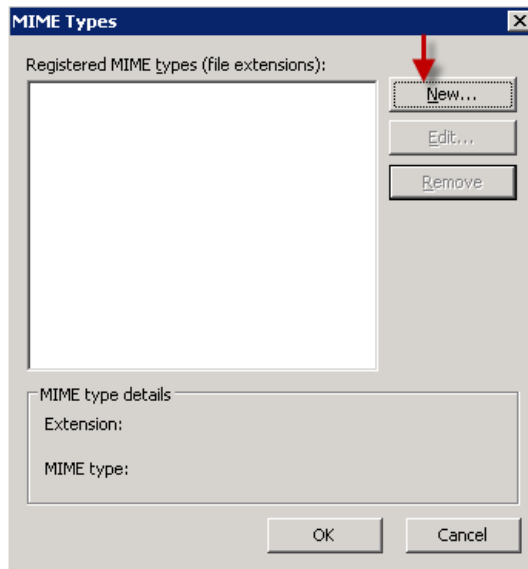 MIME Types
Registered MIME types (file extensions):
New...
Edit...
Remove
MIME type details
Extension:
MIME type:
OK
Cancel